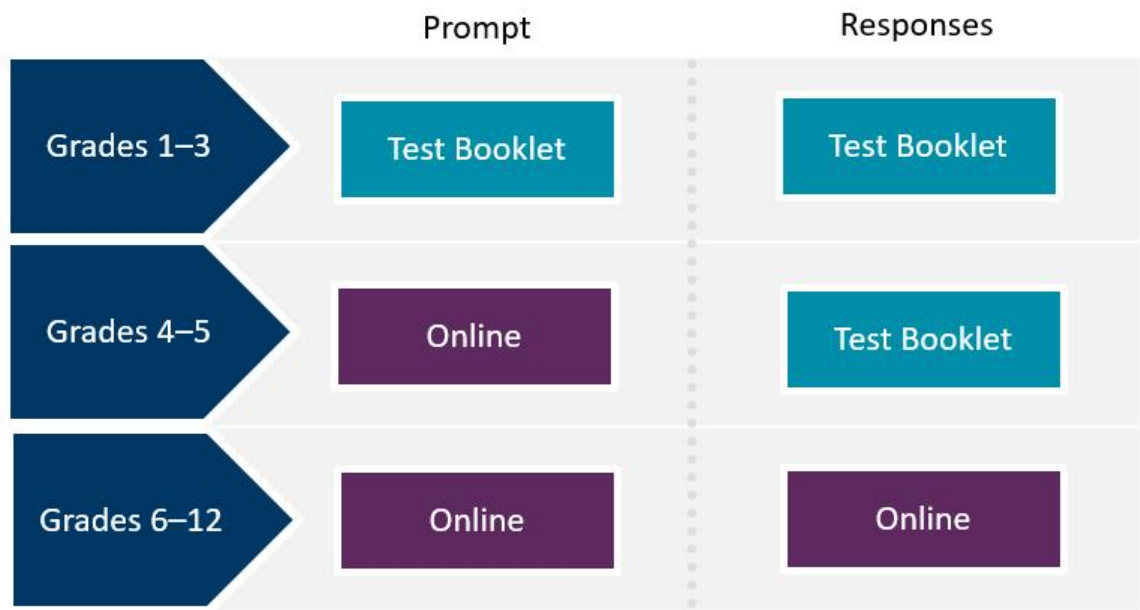 Prompt Responses
Grades 1–3 Test Booklet Test Booklet
Grades 4–5 Online Test Booklet
Grades 6–12 Online Online